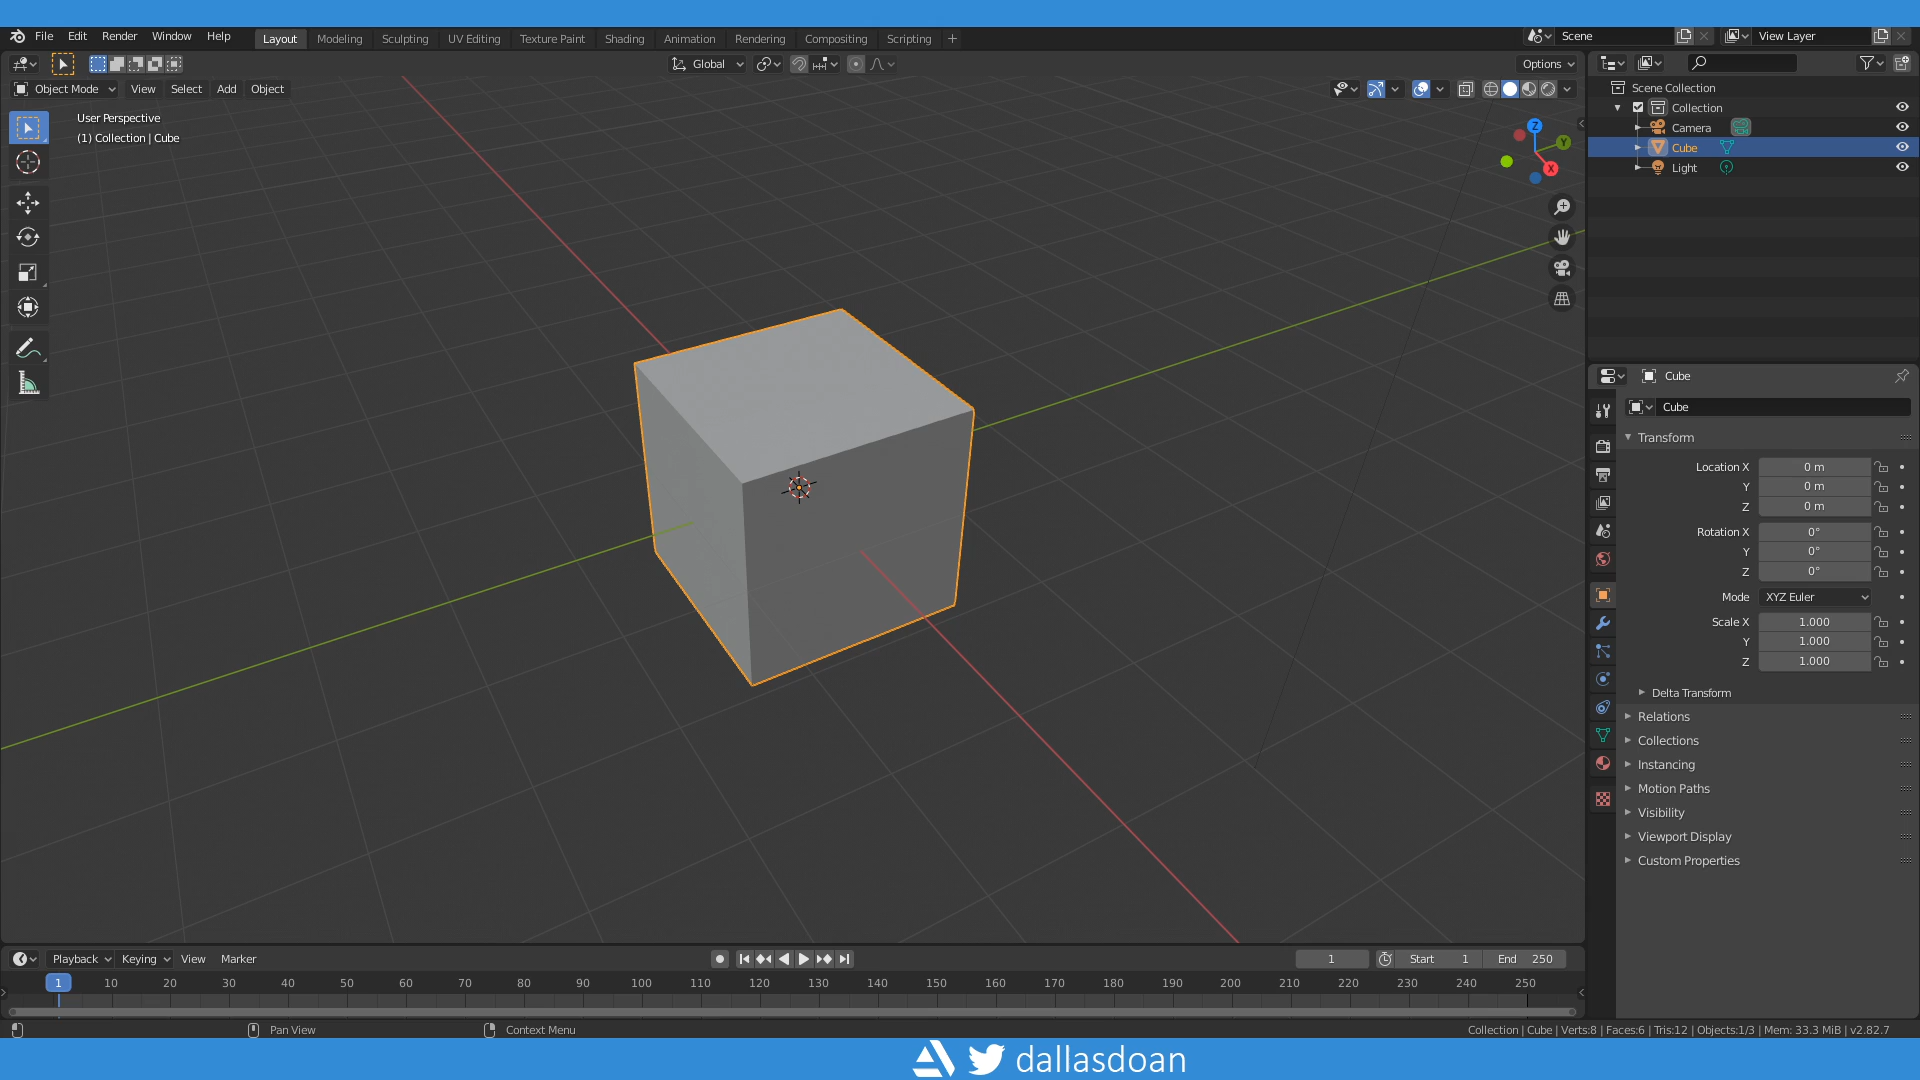 File Edit Render Window Help Layout Modeling Sculpting UV Editing Texture Paint Shading Animation Rendering Compositing Scripting + Scene View Layer
Global Options
Object Mode View Select Add Object
User Perspective
(1) Collection | Cube
Z
Y
X
Scene Collection
Collection
Camera
Cube
Light
Cube
Cube
Transform
Location X 0 m
Y 0 m
Z 0 m
Rotation X 0°
Y 0°
Z 0°
Mode XYZ Euler
Scale X 1.000
Y 1.000
Z 1.000
Delta Transform
Relations
Collections
Instancing
Motion Paths
Visibility
Viewport Display
Custom Properties
Playback Keying View Marker 1 Start 1 End 250
1 10 20 30 40 50 60 70 80 90 100 110 120 130 140 150 160 170 180 190 200 210 220 230 240 250
Pan View Context Menu Collection | Cube | Verts:8 | Faces:6 | Tris:12 | Objects:1/3 | Mem: 33.3 MiB | v2.82.7
dallasdoan